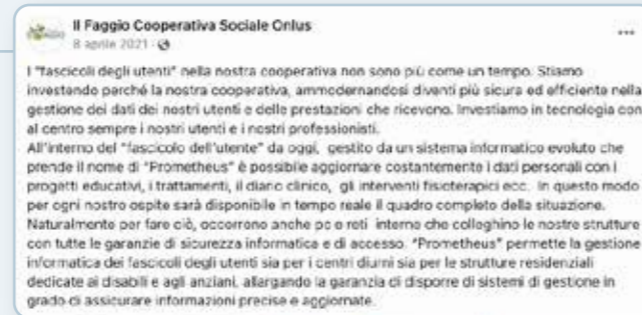 Il Faggio Cooperativa Sociale Onlus
8 aprile 2021 ·
I "fascicoli degli utenti" nella nostra cooperativa non sono più come un tempo. Stiamo
investendo perché la nostra cooperativa, ammodernandosi diventi più sicura ed efficiente nella
gestione dei dati dei nostri utenti e delle prestazioni che ricevono. Investiamo in tecnologia con
al centro sempre i nostri utenti e i nostri professionisti.
All'interno del "fascicolo dell'utente" da oggi, gestito da un sistema informatico evoluto che
prende il nome di "Prometheus" è possibile aggiornare costantemente i dati personali con i
progetti educativi, i trattamenti, il diario clinico, gli interventi fisioterapici ecc. In questo modo
per ogni nostro ospite sarà disponibile in tempo reale il quadro completo della situazione.
Naturalmente per fare ciò, occorrono anche pc e reti interne che colleghino le nostre strutture
con tutte le garanzie di sicurezza informatica e di accesso. "Prometheus" permette la gestione
informatica dei fascicoli degli utenti sia per i centri diurni sia per le strutture residenziali
dedicate ai disabili e agli anziani, allargando la garanzia di disporre di sistemi di gestione in
grado di assicurare informazioni precise e aggiornate.